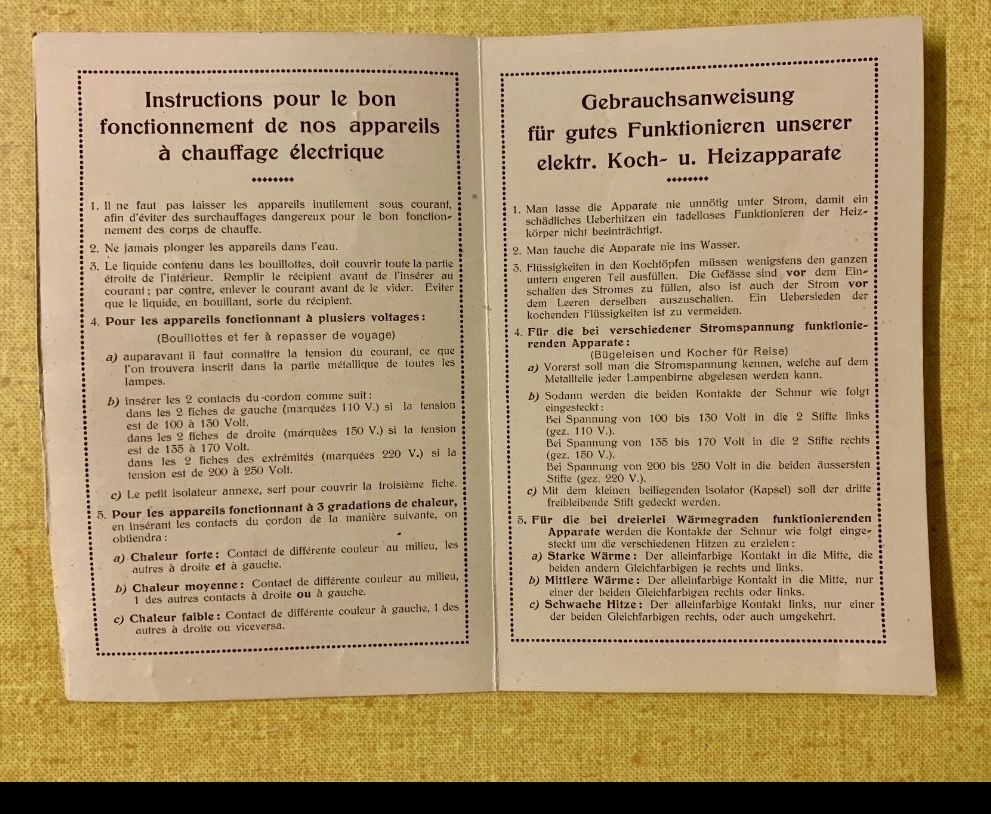 Instructions pour le bon
fonctionnement de nos appareils
à chauffage électrique
1. Il ne faut pas laisser les appareils inutilement sous courant,
afin d'éviter des surchauffages dangereux pour le bon fonction-
nement des corps de chauffe.
2. Ne jamais plonger les appareils dans l'eau.
3. Le liquide contenu dans les bouillottes, doit couvrir toute la partie
étroite de l'intérieur. Remplir le récipient avant de l'insérer au
courant; par contre, enlever le courant avant de le vider. Eviter
que le liquide, en bouillant, sorte du récipient.
4. Pour les appareils fonctionnant à plusiers voltages:
(Bouillottes et fer à repasser de voyage)
a) auparavant il faut connaître la tension du courant, ce que
l'on trouvera inscrit dans la partie métallique de toutes les
lampes.
b) insérer les 2 contacts du cordon comme suit:
dans les 2 fiches de gauche (marquées 110 V.) si la tension
est de 100 à 130 Volt.
dans les 2 fiches de droite (marquées 150 V.) si la tension
est de 135 à 170 Volt.
dans les 2 fiches des extrémités (marquées 220 V.) si la
tension est de 200 à 250 Volt.
c) Le petit isolateur annexe, sert pour couvrir la troisième fiche.
5. Pour les appareils fonctionnant à 3 gradations de chaleur,
en insérant les contacts du cordon de la manière suivante, on
obtiendra:
a) Chaleur forte: Contact de différente couleur au milieu, les
autres à droite et à gauche.
b) Chaleur moyenne: Contact de différente couleur au milieu,
1 des autres contacts à droite ou à gauche.
c) Chaleur faible: Contact de différente couleur à gauche, 1 des
autres à droite ou viceversa.
Gebrauchsanweisung
für gutes Funktionieren unserer
elektr. Koch- u. Heizapparate
1. Man lasse die Apparate nie unnötig unter Strom, damit ein
schädliches Ueberhitzen ein tadelloses Funktionieren der Heiz-
körper nicht beeinträchtigt.
2. Man tauche die Apparate nie ins Wasser.
3. Flüssigkeiten in den Kochtöpfen müssen wenigstens den ganzen
untern engeren Teil ausfüllen. Die Gefässe sind vor dem Ein-
schalten des Stromes zu füllen, also ist auch der Strom vor
dem Leeren derselben auszuschalten. Ein Uebersieden der
kochenden Flüssigkeiten ist zu vermeiden.
4. Für die bei verschiedener Stromspannung funktionie-
renden Apparate:
(Bügeleisen und Kocher für Reise)
a) Vorerst soll man die Stromspannung kennen, welche auf dem
Metallteile jeder Lampenbirne abgelesen werden kann.
b) Sodann werden die beiden Kontakte der Schnur wie folgt
eingesteckt:
Bei Spannung von 100 bis 130 Volt in die 2 Stifte links
(gez. 110 V.).
Bei Spannung von 135 bis 170 Volt in die 2 Stifte rechts
(gez. 150 V.).
Bei Spannung von 200 bis 250 Volt in die beiden äussersten
Stifte (gez. 220 V.).
c) Mit dem kleinen beiliegenden Isolator (Kapsel) soll der dritte
freibleibende Stift gedeckt werden.
5. Für die bei dreierlei Wärmegraden funktionierenden
Apparate werden die Kontakte der Schnur wie folgt einge-
steckt um die verschiedenen Hitzen zu erzielen:
a) Starke Wärme: Der alleinfarbige Kontakt in die Mitte, die
beiden andern Gleichfarbigen je rechts und links.
b) Mittlere Wärme: Der alleinfarbige Kontakt in die Mitte, nur
einer der beiden Gleichfarbigen rechts oder links.
c) Schwache Hitze: Der alleinfarbige Kontakt links, nur einer
der beiden Gleichfarbigen rechts, oder auch umgekehrt.